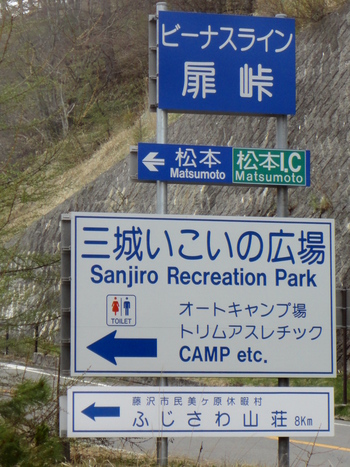 ビーナスライン
扉峠
松本 松本I.C
Matsumoto Matsumoto
三城いこいの広場
Sanjiro Recreation Park
TOILET
オートキャンプ場
トリムアスレチック
CAMP etc.
藤沢市民美ヶ原休暇村
ふじさわ山荘 8Km